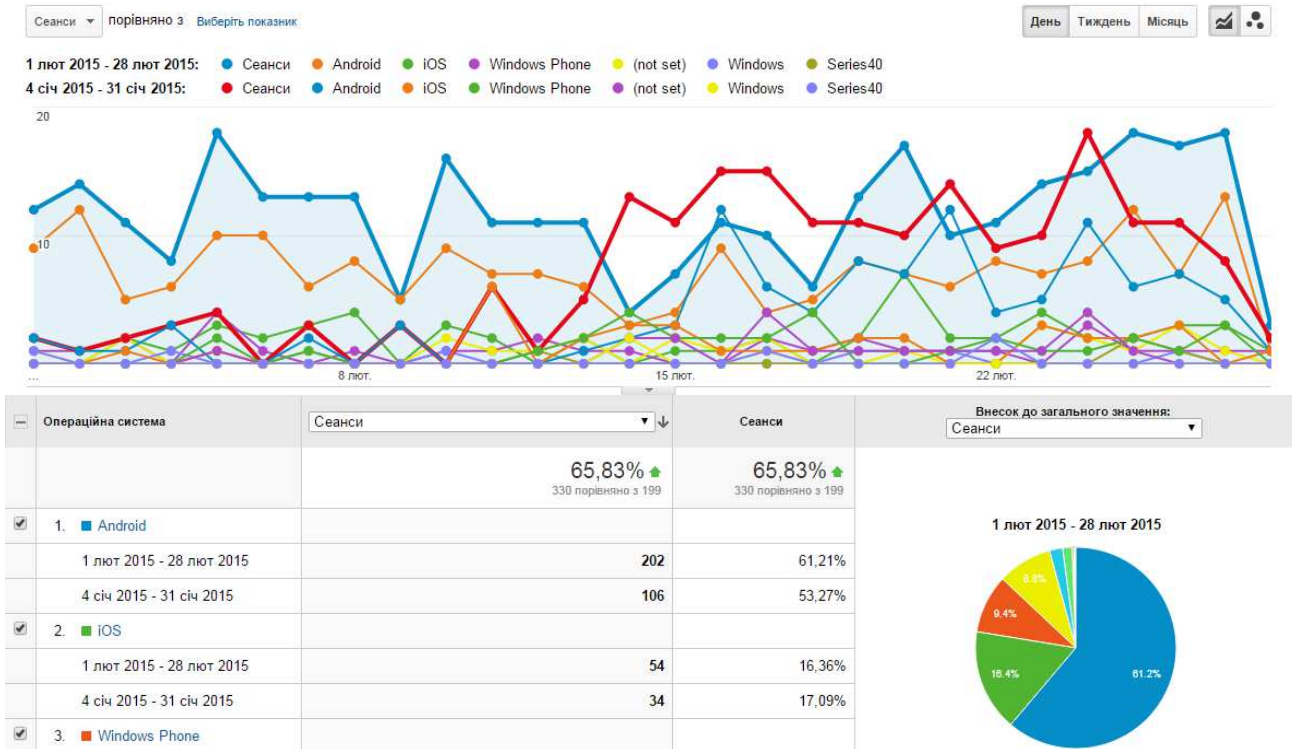 Сеанси порівняно з Виберіть показник День Тиждень Місяць
1 лют 2015 - 28 лют 2015: Сеанси Android iOS Windows Phone (not set) Windows Series40
4 січ 2015 - 31 січ 2015: Сеанси Android iOS Windows Phone (not set) Windows Series40
20
10
... 8 лют. 15 лют. 22 лют.
Операційна система Сеанси Сеанси Внесок до загального значення:
Сеанси
65,83% 65,83%
330 порівняно з 199 330 порівняно з 199
1. Android 1 лют 2015 - 28 лют 2015
1 лют 2015 - 28 лют 2015 202 61,21%
4 січ 2015 - 31 січ 2015 106 53,27%
2. iOS
1 лют 2015 - 28 лют 2015 54 16,36%
4 січ 2015 - 31 січ 2015 34 17,09%
3. Windows Phone
8.8%
9.4%
16.4% 61.2%